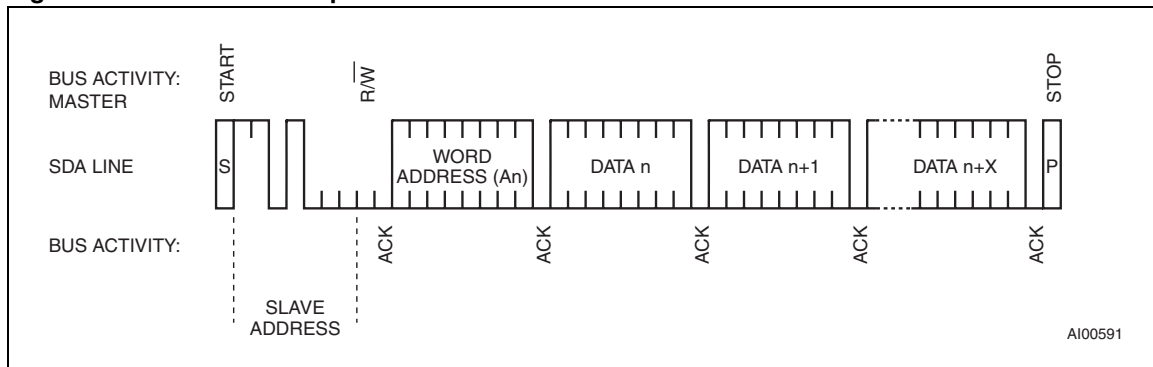 BUS ACTIVITY:
MASTER
START
R/W
STOP
SDA LINE
S
WORD
ADDRESS (An)
DATA n
DATA n+1
DATA n+X
P
BUS ACTIVITY:
ACK
ACK
ACK
ACK
ACK
SLAVE
ADDRESS
AI00591